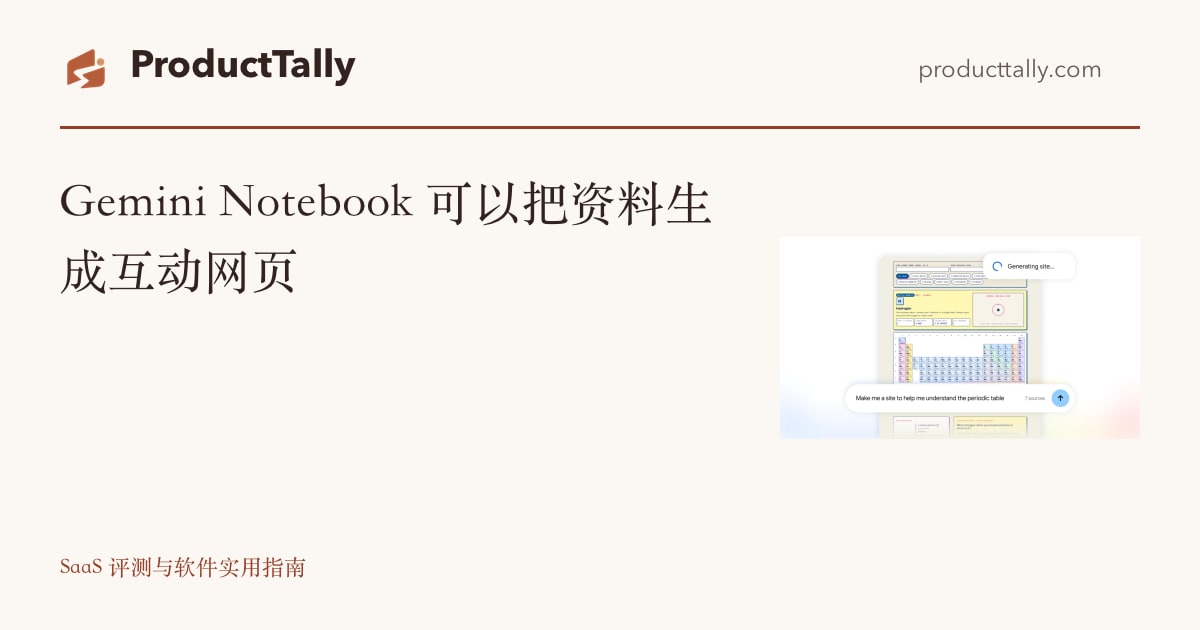 ProductTally
producttally.com
Gemini Notebook 可以把资料生
成互动网页
Generating site...
Hydrogen
Make me a site to help me understand the periodic table
7 sources
SaaS 评测与软件实用指南